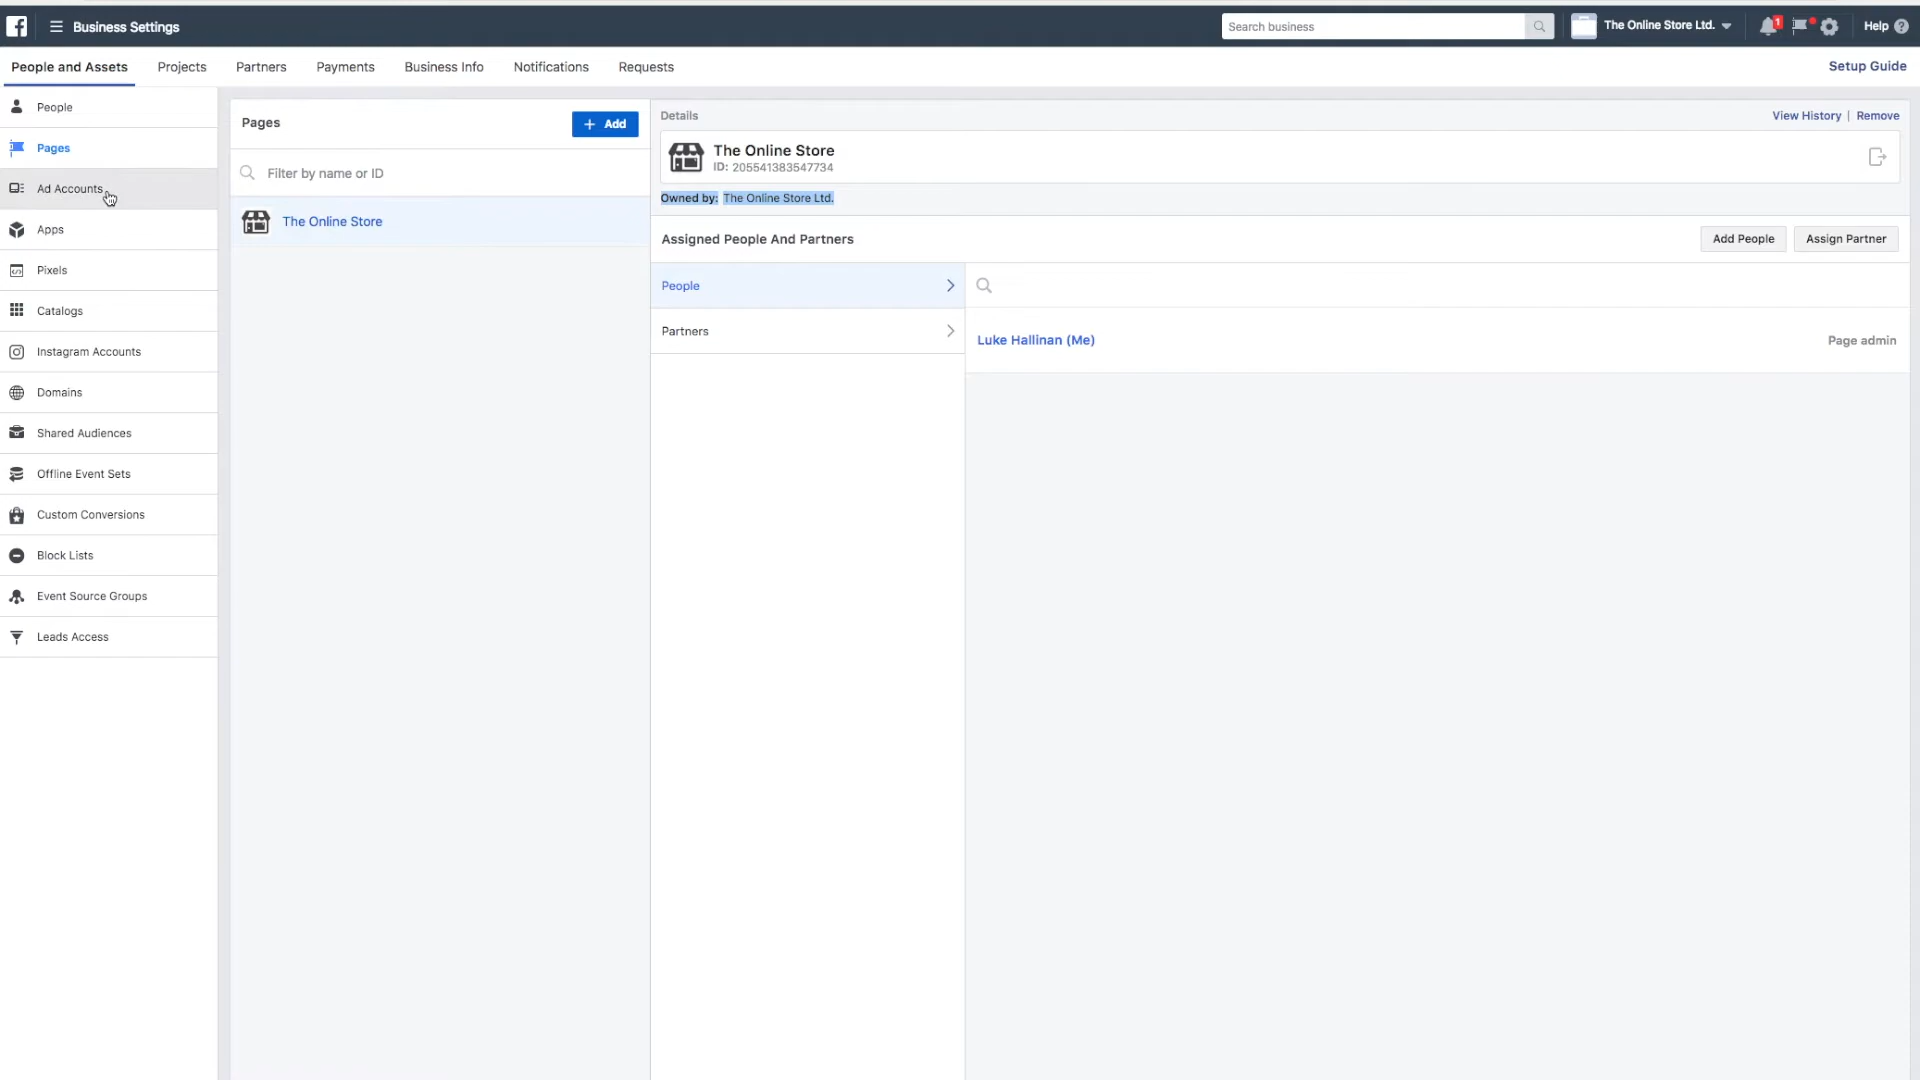 Business Settings
Search business
The Online Store Ltd.
1
Help
People and Assets
Projects
Partners
Payments
Business Info
Notifications
Requests
Setup Guide
People
Pages
Ad Accounts
Apps
Pixels
Catalogs
Instagram Accounts
Domains
Shared Audiences
Offline Event Sets
Custom Conversions
Block Lists
Event Source Groups
Leads Access
Pages
+ Add
Filter by name or ID
The Online Store
Details
View History | Remove
The Online Store
ID: 205541383547734
Owned by: The Online Store Ltd.
Assigned People And Partners
Add People
Assign Partner
People
Partners
Luke Hallinan (Me)
Page admin